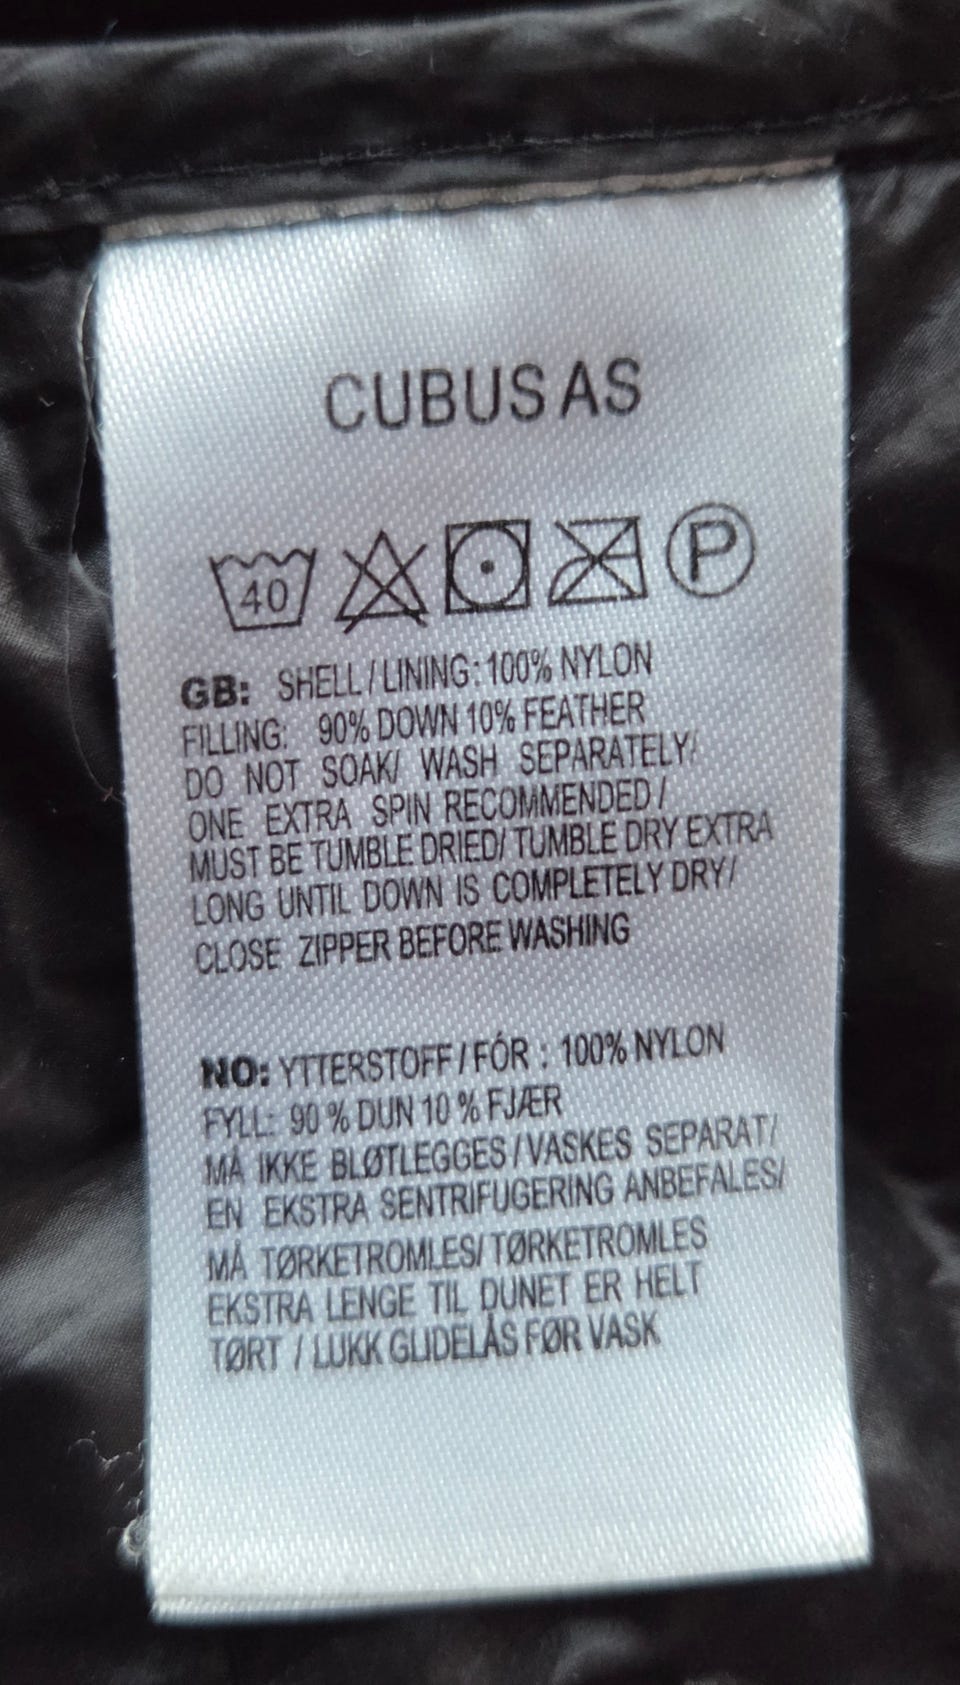 CUBUS AS
40 P
GB: SHELL/LINING: 100% NYLON
FILLING: 90% DOWN 10% FEATHER
DO NOT SOAK/ WASH SEPARATELY/
ONE EXTRA SPIN RECOMMENDED/
MUST BE TUMBLE DRIED/ TUMBLE DRY EXTRA
LONG UNTIL DOWN IS COMPLETELY DRY/
CLOSE ZIPPER BEFORE WASHING
NO: YTTERSTOFF/FÓR : 100% NYLON
FYLL: 90 % DUN 10 % FJÆR
MÅ IKKE BLØTLEGGES/VASKES SEPARAT/
EN EKSTRA SENTRIFUGERING ANBEFALES/
MÅ TØRKETROMLES/ TØRKETROMLES
EKSTRA LENGE TIL DUNET ER HELT
TØRT / LUKK GLIDELÅS FØR VASK